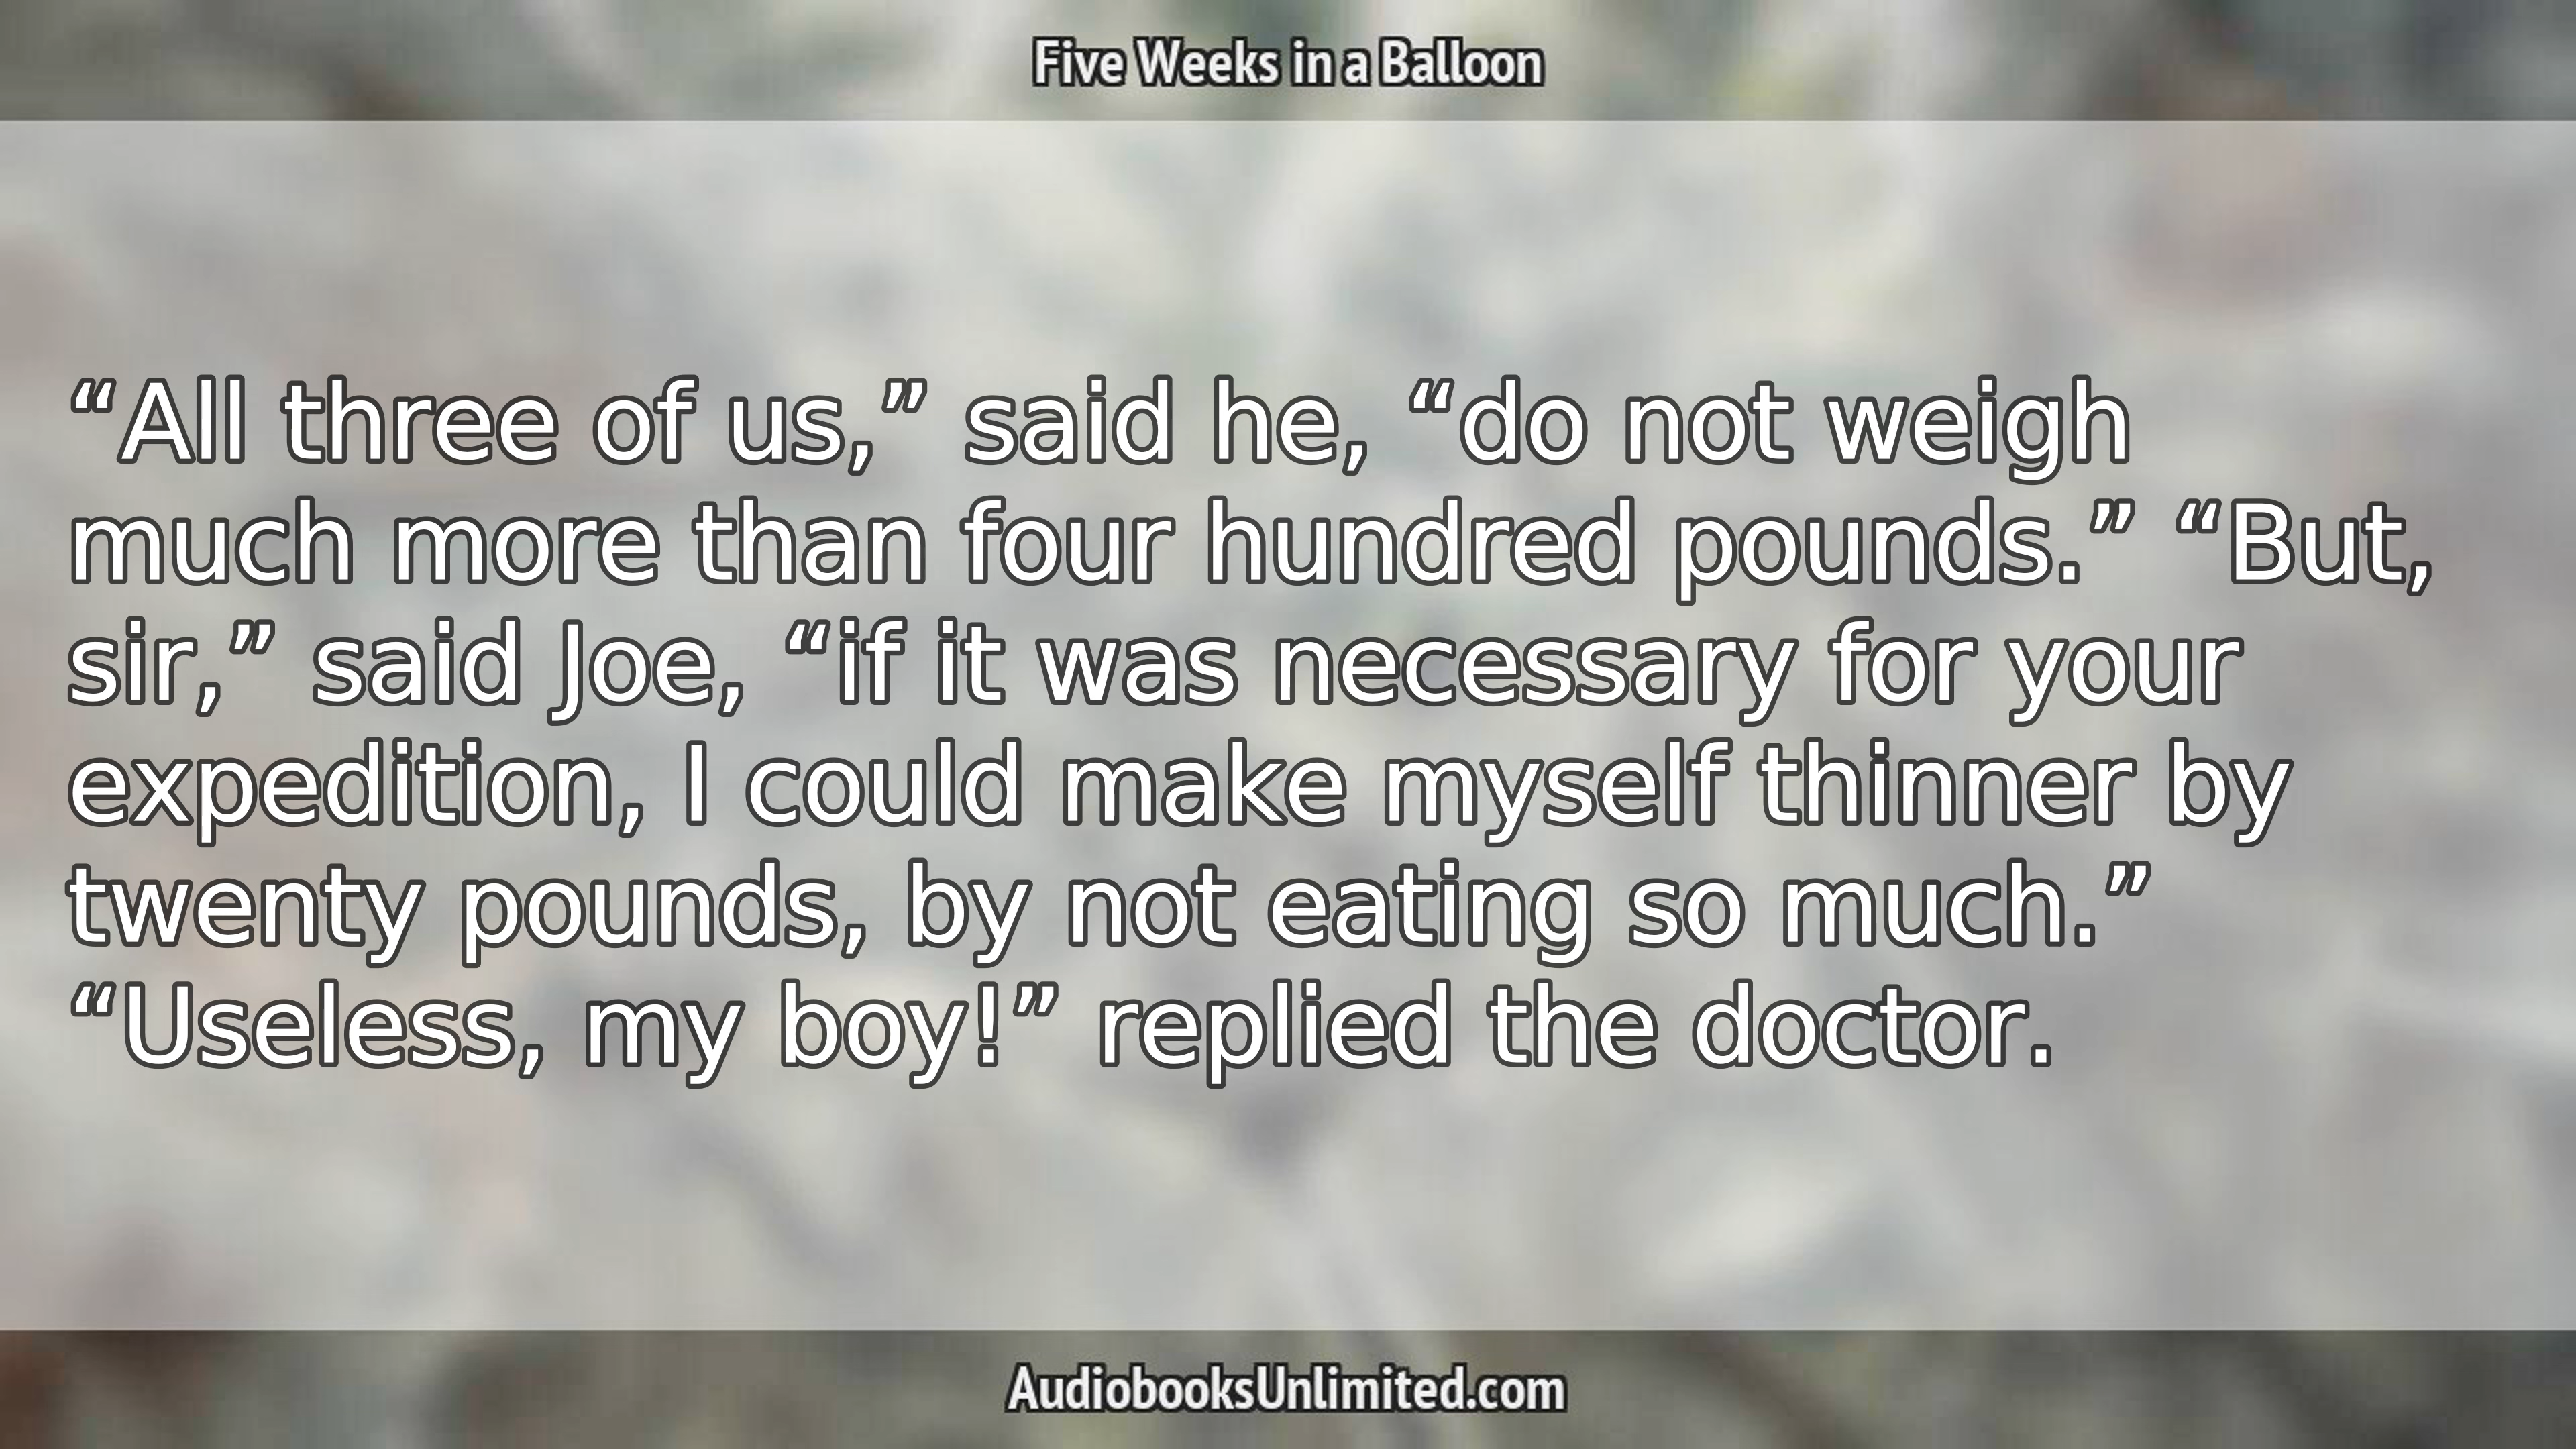 Five Weeks in a Balloon
“All three of us,” said he, “do not weigh
much more than four hundred pounds.” “But,
sir,” said Joe, “if it was necessary for your
expedition, I could make myself thinner by
twenty pounds, by not eating so much.”
“Useless, my boy!” replied the doctor.
AudiobooksUnlimited.com